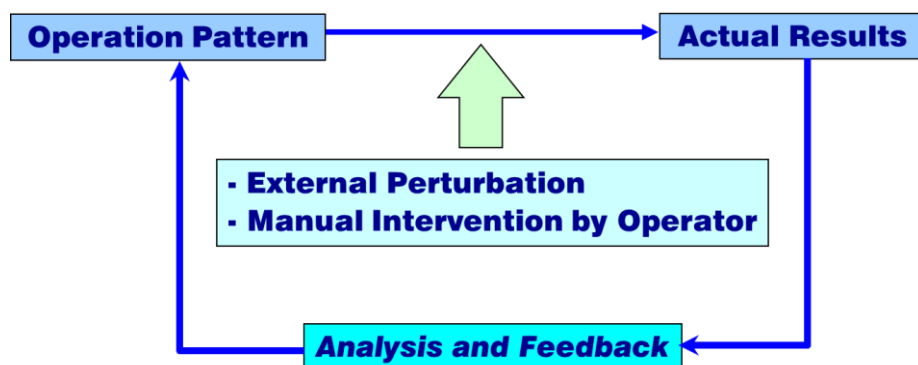 Operation Pattern
Actual Results
- External Perturbation
- Manual Intervention by Operator
Analysis and Feedback